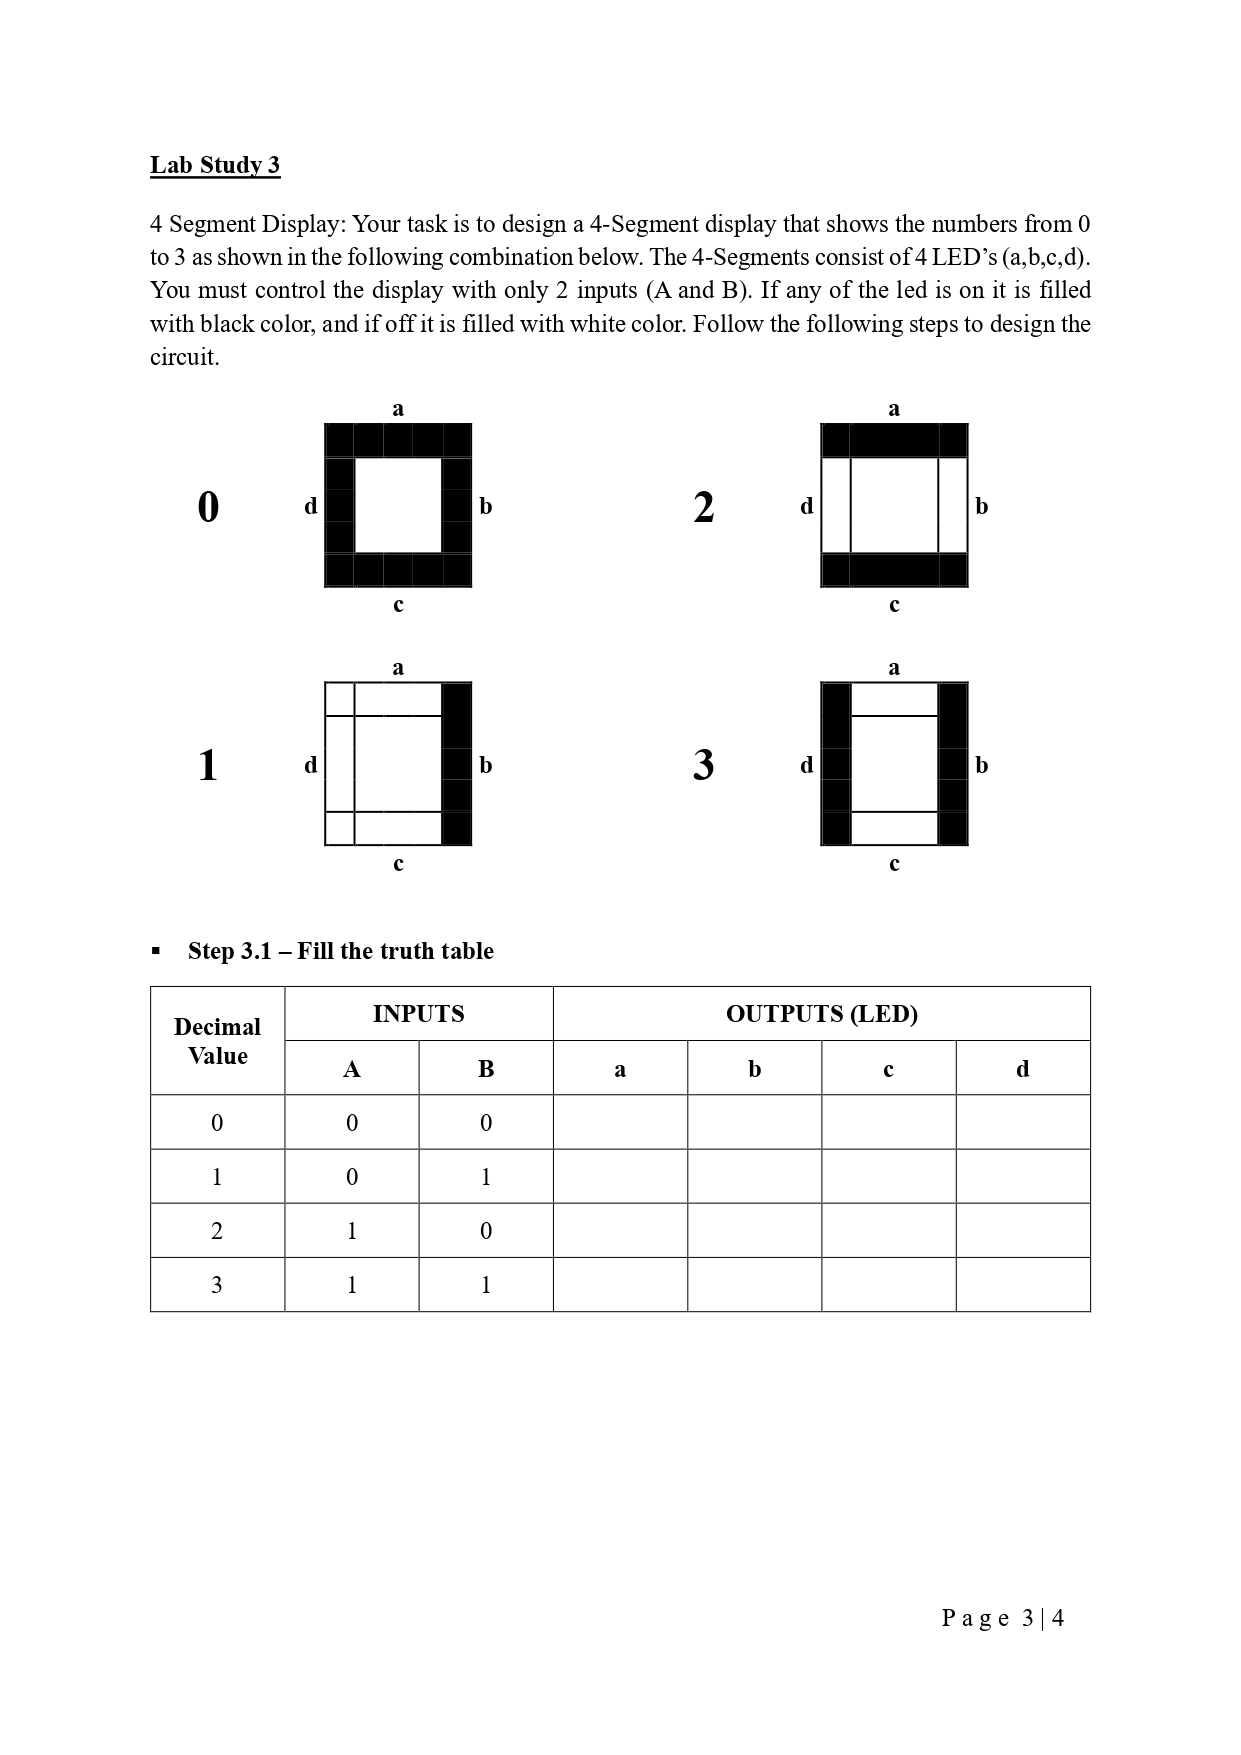 Lab Study 3
4 Segment Display: Your task is to design a 4-Segment display that shows the numbers from 0
to 3 as shown in the following combination below. The 4-Segments consist of 4 LED’s (a,b,c,d).
You must control the display with only 2 inputs (A and B). If any of the led is on it is filled
with black color, and if off it is filled with white color. Follow the following steps to design the
circuit.
a a
0 d b 2 d b
c c
a a
1 d b 3 d b
c c
▪ Step 3.1 – Fill the truth table
Decimal Value INPUTS OUTPUTS (LED)
A B a b c d
0 0 0
1 0 1
2 1 0
3 1 1
Page 3|4